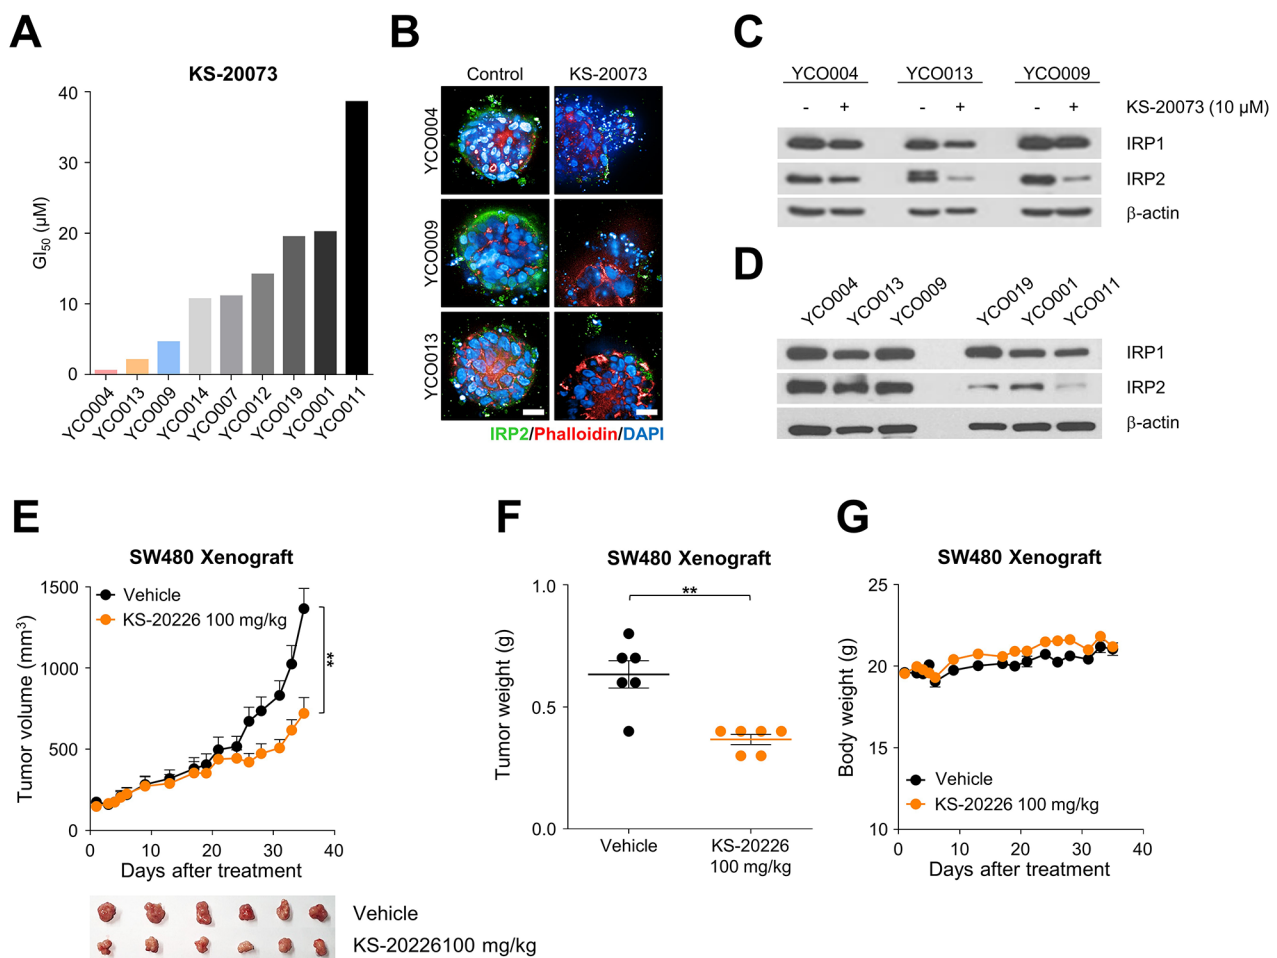 A
KS-20073
GI50 (μM)
40
30
20
10
0
YCO004
YCO013
YCO009
YCO014
YCO007
YCO012
YCO019
YCO001
YCO011
B
Control KS-20073
YCO004
YCO009
YCO013
IRP2/Phalloidin/DAPI
C
YCO004 YCO013 YCO009
- + - + - + KS-20073 (10 μM)
IRP1
IRP2
β-actin
D
YCO004 YCO013 YCO009 YCO019 YCO001 YCO011
IRP1
IRP2
β-actin
E
SW480 Xenograft
Tumor volume (mm3)
1500
1000
500
0
Vehicle
KS-20226 100 mg/kg
**
0 10 20 30 40
Days after treatment
Vehicle
KS-20226100 mg/kg
F
SW480 Xenograft
Tumor weight (g)
1.0
0.5
0.0
**
Vehicle KS-20226
100 mg/kg
G
SW480 Xenograft
Body weight (g)
25
20
15
10
Vehicle
KS-20226 100 mg/kg
0 10 20 30 40
Days after treatment